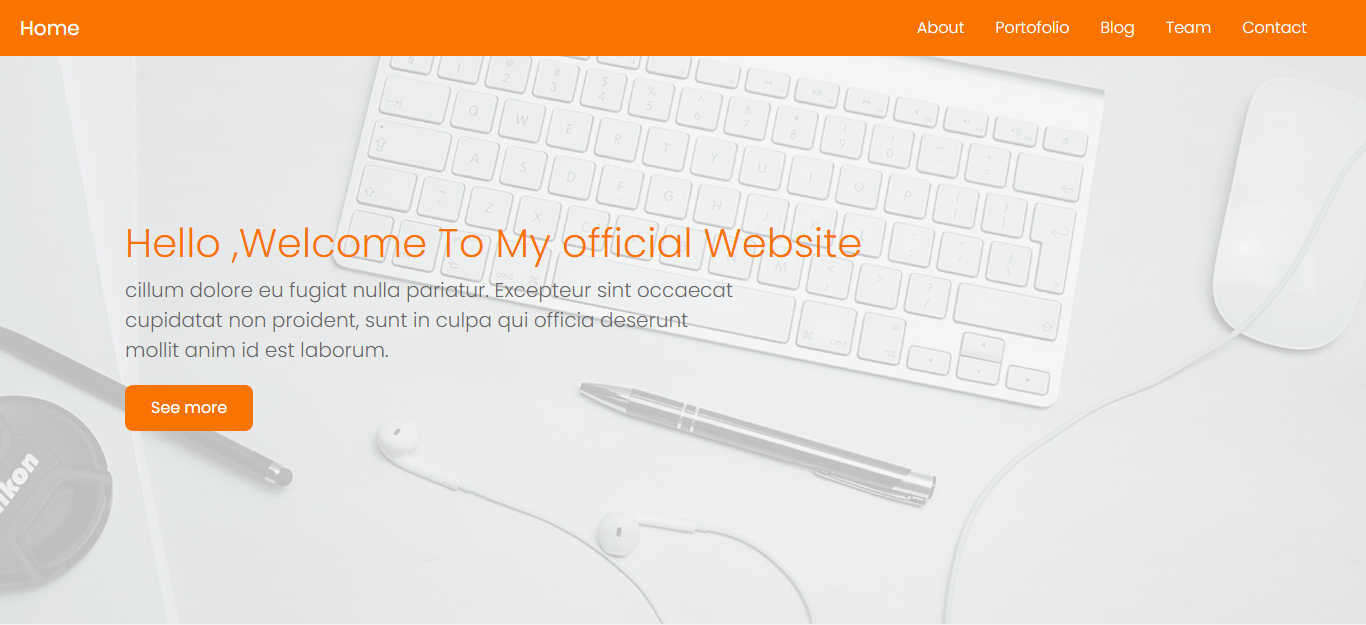 Home
About Portofolio Blog Team Contact
Hello ,Welcome To My official Website
cillum dolore eu fugiat nulla pariatur. Excepteur sint occaecat
cupidatat non proident, sunt in culpa qui officia deserunt
mollit anim id est laborum.
See more